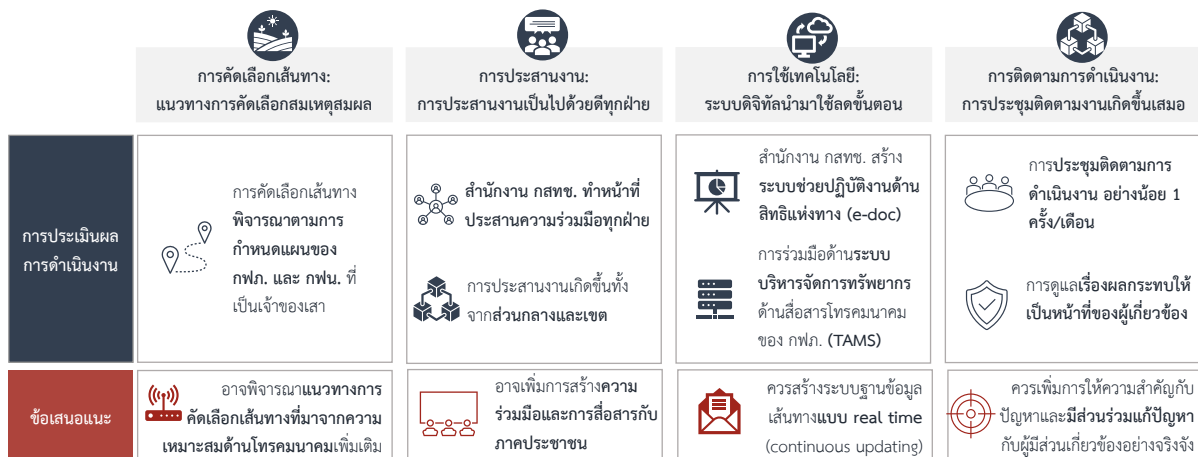 การคัดเลือกเส้นทาง:
แนวทางการคัดเลือกสมเหตุสมผล
การประสานงาน:
การประสานงานเป็นไปด้วยดีทุกฝ่าย
การใช้เทคโนโลยี:
ระบบดิจิทัลนำมาใช้ลดขั้นตอน
การติดตามการดำเนินงาน:
การประชุมติดตามงานเกิดขึ้นเสมอ
การประเมินผล
การดำเนินงาน
การคัดเลือกเส้นทาง
พิจารณาตามการ
กำหนดแผนของ
กฟภ. และ กฟน. ที่
เป็นเจ้าของเสา
สำนักงาน กสทช. ทำหน้าที่
ประสานความร่วมมือทุกฝ่าย
การประสานงานเกิดขึ้นทั้ง
จากส่วนกลางและเขต
สำนักงาน กสทช. สร้าง
ระบบช่วยปฏิบัติงานด้าน
สิทธิแห่งทาง (e-doc)
การร่วมมือด้านระบบ
บริหารจัดการทรัพยากร
ด้านสื่อสารโทรคมนาคม
ของ กฟภ. (TAMS)
การประชุมติดตามการ
ดำเนินงาน อย่างน้อย 1
ครั้ง/เดือน
การดูแลเรื่องผลกระทบให้
เป็นหน้าที่ของผู้เกี่ยวข้อง
ข้อเสนอแนะ
อาจพิจารณาแนวทางการ
คัดเลือกเส้นทางที่มาจากความ
เหมาะสมด้านโทรคมนาคมเพิ่มเติม
อาจเพิ่มการสร้างความ
ร่วมมือและการสื่อสารกับ
ภาคประชาชน
ควรสร้างระบบฐานข้อมูล
เส้นทางแบบ real time
(continuous updating)
ควรเพิ่มการให้ความสำคัญกับ
ปัญหาและมีส่วนร่วมแก้ปัญหา
กับผู้มีส่วนเกี่ยวข้องอย่างจริงจัง